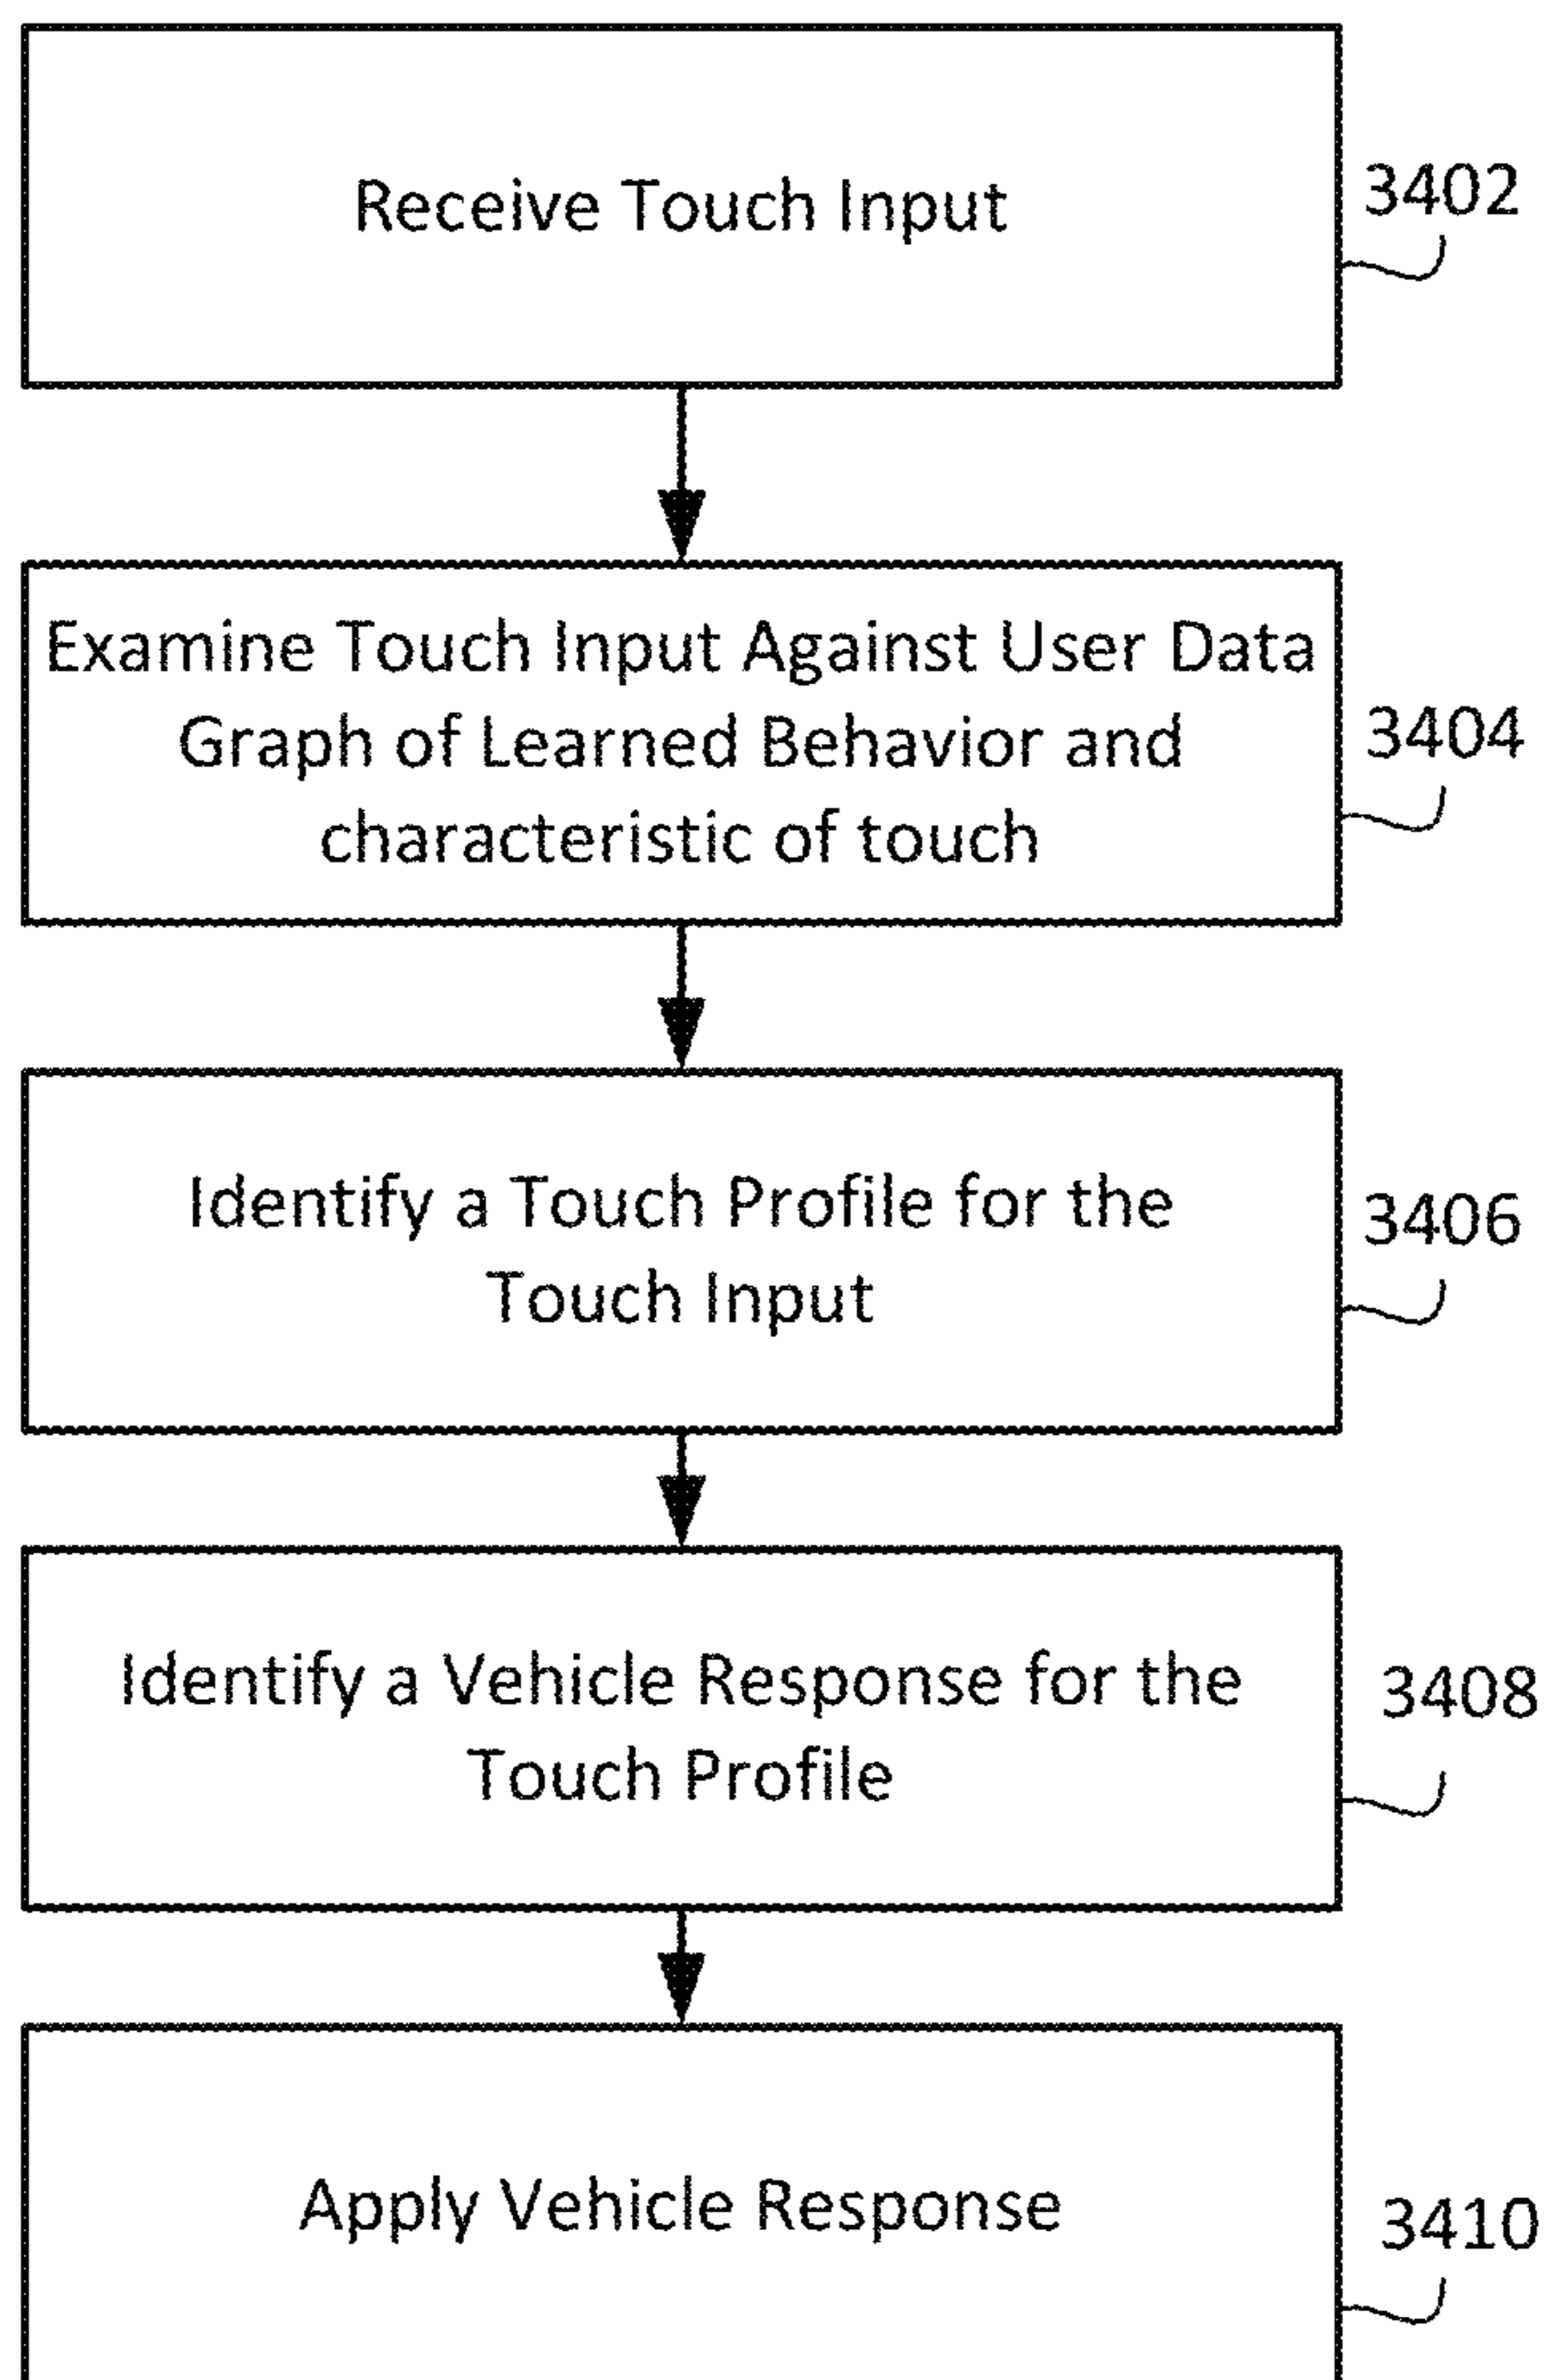 Receive Touch Input
3402
Examine Touch Input Against User Data
Graph of Learned Behavior and
characteristic of touch
3404
Identify a Touch Profile for the
Touch Input
3406
Identify a Vehicle Response for the
Touch Profile
3408
Apply Vehicle Response
3410